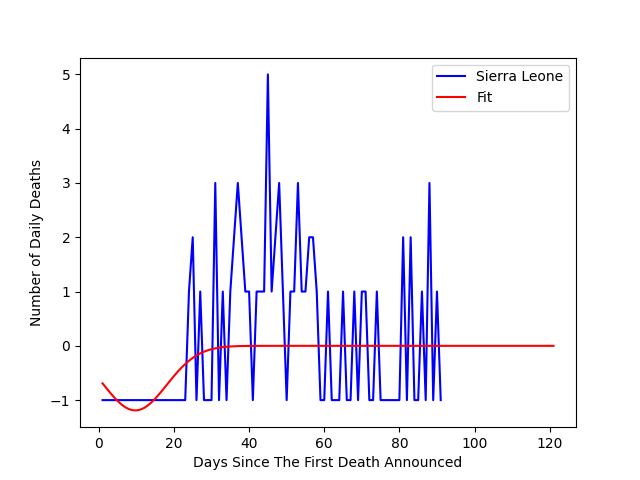 Sierra Leone
Fit
Number of Daily Deaths
5
4
3
2
1
0
−1
0 20 40 60 80 100 120
Days Since The First Death Announced